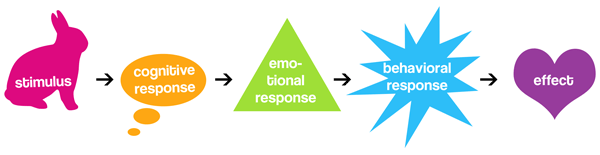 stimulus
cognitive
response
emo-
tional
response
behavioral
response
effect